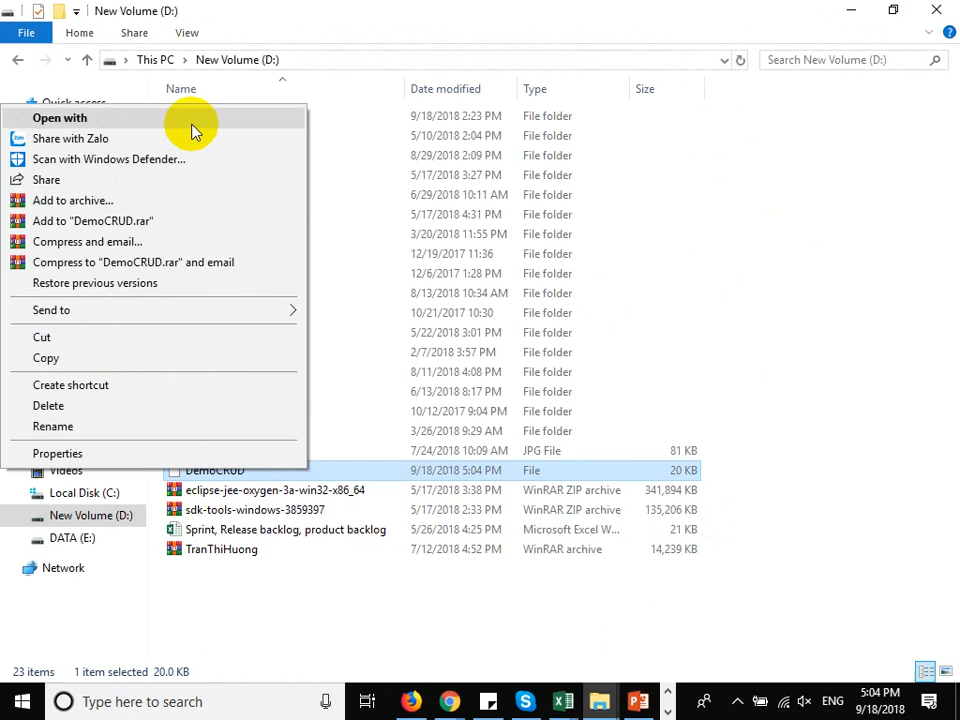 New Volume (D:)
File Home Share View
This PC New Volume (D:) Search New Volume (D:)
Name Date modified Type Size
Quick access
Open with
Share with Zalo
Scan with Windows Defender...
Share
Add to archive...
Add to "DemoCRUD.rar"
Compress and email...
Compress to "DemoCRUD.rar" and email
Restore previous versions
Send to
Cut
Copy
Create shortcut
Delete
Rename
Properties
9/18/2018 2:23 PM File folder
5/10/2018 2:04 PM File folder
8/29/2018 2:09 PM File folder
5/17/2018 3:27 PM File folder
6/29/2018 10:11 AM File folder
5/17/2018 4:31 PM File folder
3/20/2018 11:55 PM File folder
12/19/2017 11:36 File folder
12/6/2017 1:28 PM File folder
8/13/2018 10:34 AM File folder
10/21/2017 10:30 File folder
5/22/2018 3:01 PM File folder
2/7/2018 3:57 PM File folder
8/11/2018 4:08 PM File folder
6/13/2018 8:17 PM File folder
10/12/2017 9:04 PM File folder
3/26/2018 9:29 AM File folder
7/24/2018 10:09 AM JPG File 81 KB
DemoCRUD 9/18/2018 5:04 PM File 20 KB
eclipse-jee-oxygen-3a-win32-x86_64 5/17/2018 3:38 PM WinRAR ZIP archive 341,894 KB
sdk-tools-windows-3859397 5/17/2018 2:33 PM WinRAR ZIP archive 135,206 KB
Sprint, Release backlog, product backlog 5/26/2018 4:25 PM Microsoft Excel W... 21 KB
TranThiHuong 7/12/2018 4:52 PM WinRAR archive 14,239 KB
Videos
Local Disk (C:)
New Volume (D:)
DATA (E:)
Network
23 items 1 item selected 20.0 KB
Type here to search
ENG
5:04 PM
9/18/2018